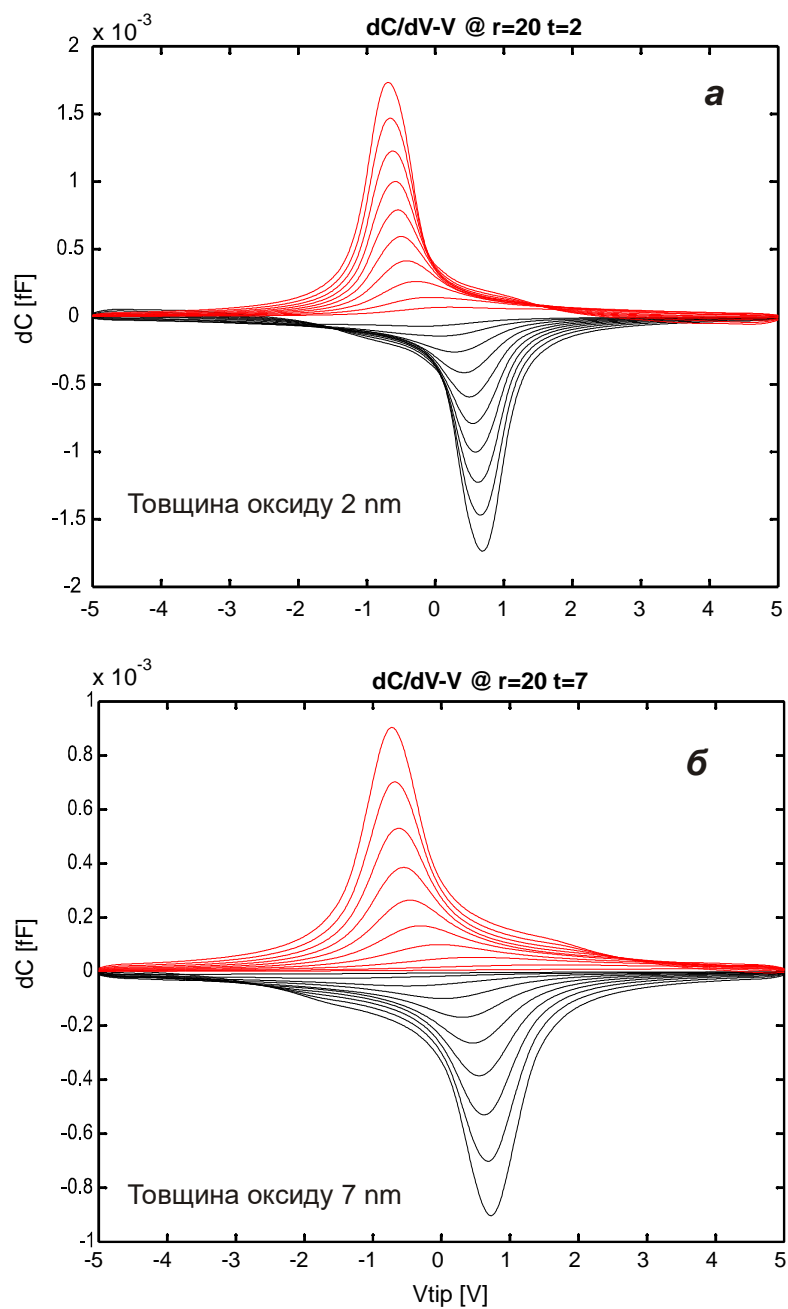 x 10-3
dC/dV-V @ r=20 t=2
2
1.5
1
0.5
0
-0.5
-1
-1.5
-2
dC [fF]
а
Товщина оксиду 2 nm
-5 -4 -3 -2 -1 0 1 2 3 4 5
x 10-3
dC/dV-V @ r=20 t=7
1
0.8
0.6
0.4
0.2
0
-0.2
-0.4
-0.6
-0.8
-1
dC [fF]
б
Товщина оксиду 7 nm
-5 -4 -3 -2 -1 0 1 2 3 4 5
Vtip [V]